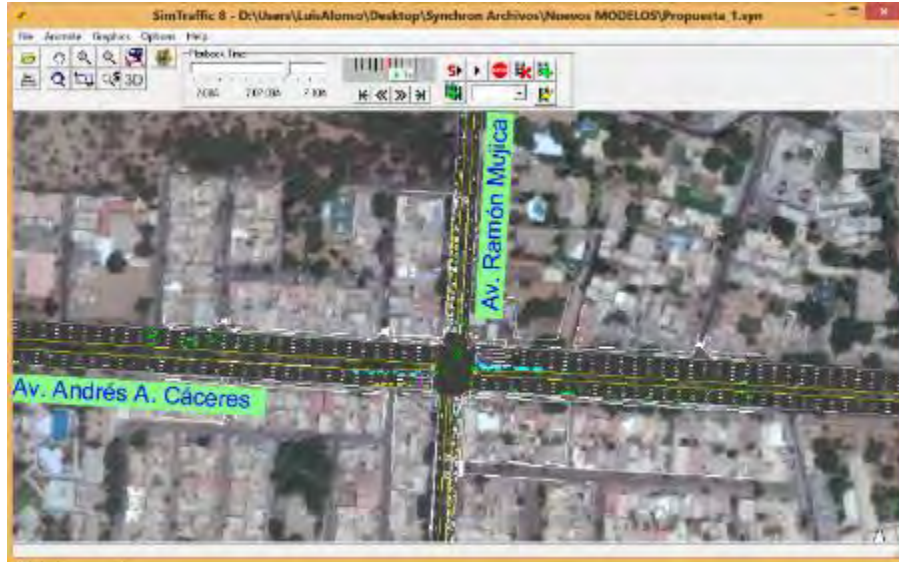 SimTraffic 8 - D:\Users\LuisAlonso\Desktop\Synchron Archivos\Nuevos MODELOS\Propuesta_1.syn
File Animate Graphics Options Help
Playback Time
3D
Av. Ramón Mujica
Av. Andrés A. Cáceres